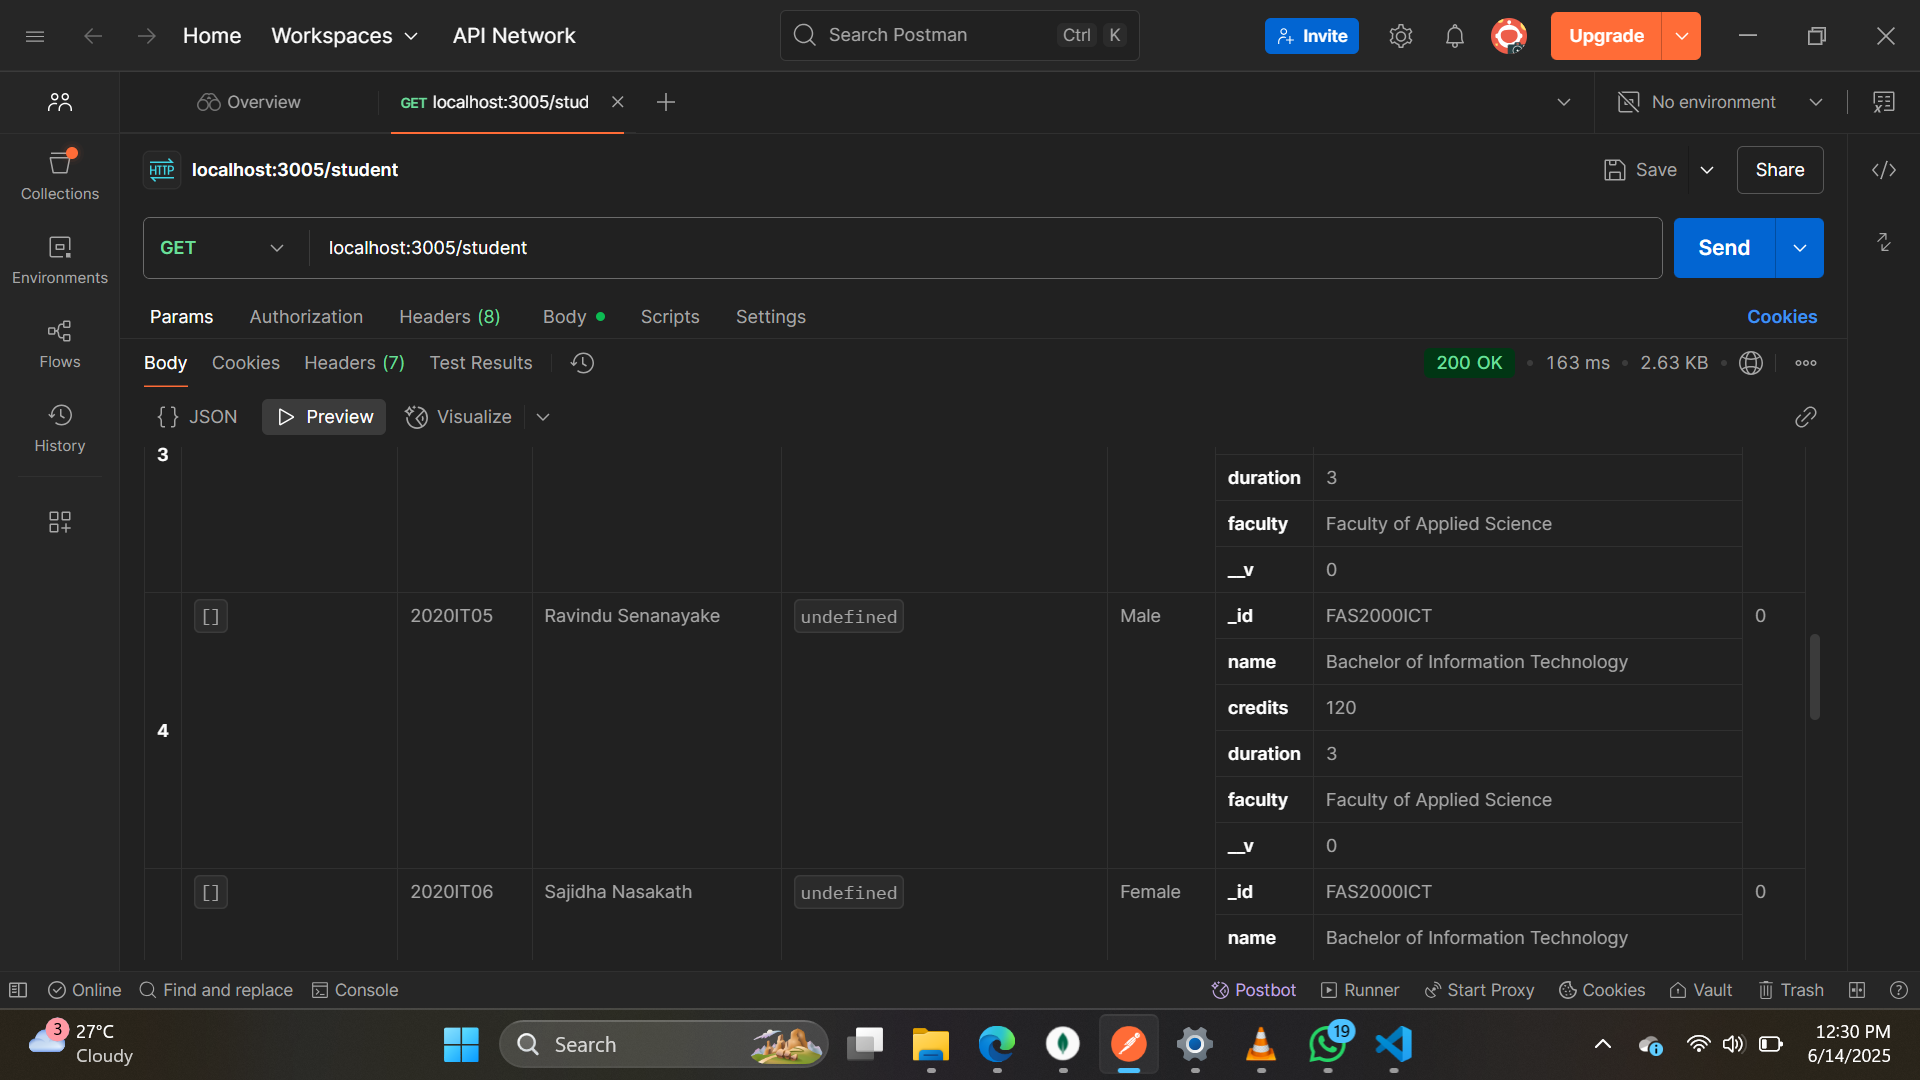 Home Workspaces API Network Search Postman Ctrl K Invite Upgrade
Overview GET localhost:3005/stud No environment
HTTP localhost:3005/student Save Share
Collections
GET localhost:3005/student Send
Environments
Params Authorization Headers (8) Body Scripts Settings Cookies
Flows
Body Cookies Headers (7) Test Results 200 OK 163 ms 2.63 KB
{} JSON Preview Visualize
History
3
duration 3
faculty Faculty of Applied Science
__v 0
[] 2020IT05 Ravindu Senanayake undefined Male _id FAS2000ICT 0
name Bachelor of Information Technology
credits 120
4
duration 3
faculty Faculty of Applied Science
__v 0
[] 2020IT06 Sajidha Nasakath undefined Female _id FAS2000ICT 0
name Bachelor of Information Technology
Online Find and replace Console Postbot Runner Start Proxy Cookies Vault Trash
3 27°C
Cloudy
Search
19
12:30 PM
6/14/2025